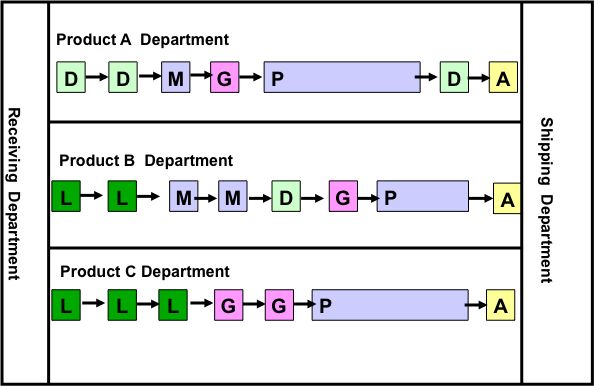 Receiving Department
Product A Department
D D M G P D A
Product B Department
L L M M D G P A
Product C Department
L L L G G P A
Shipping Department